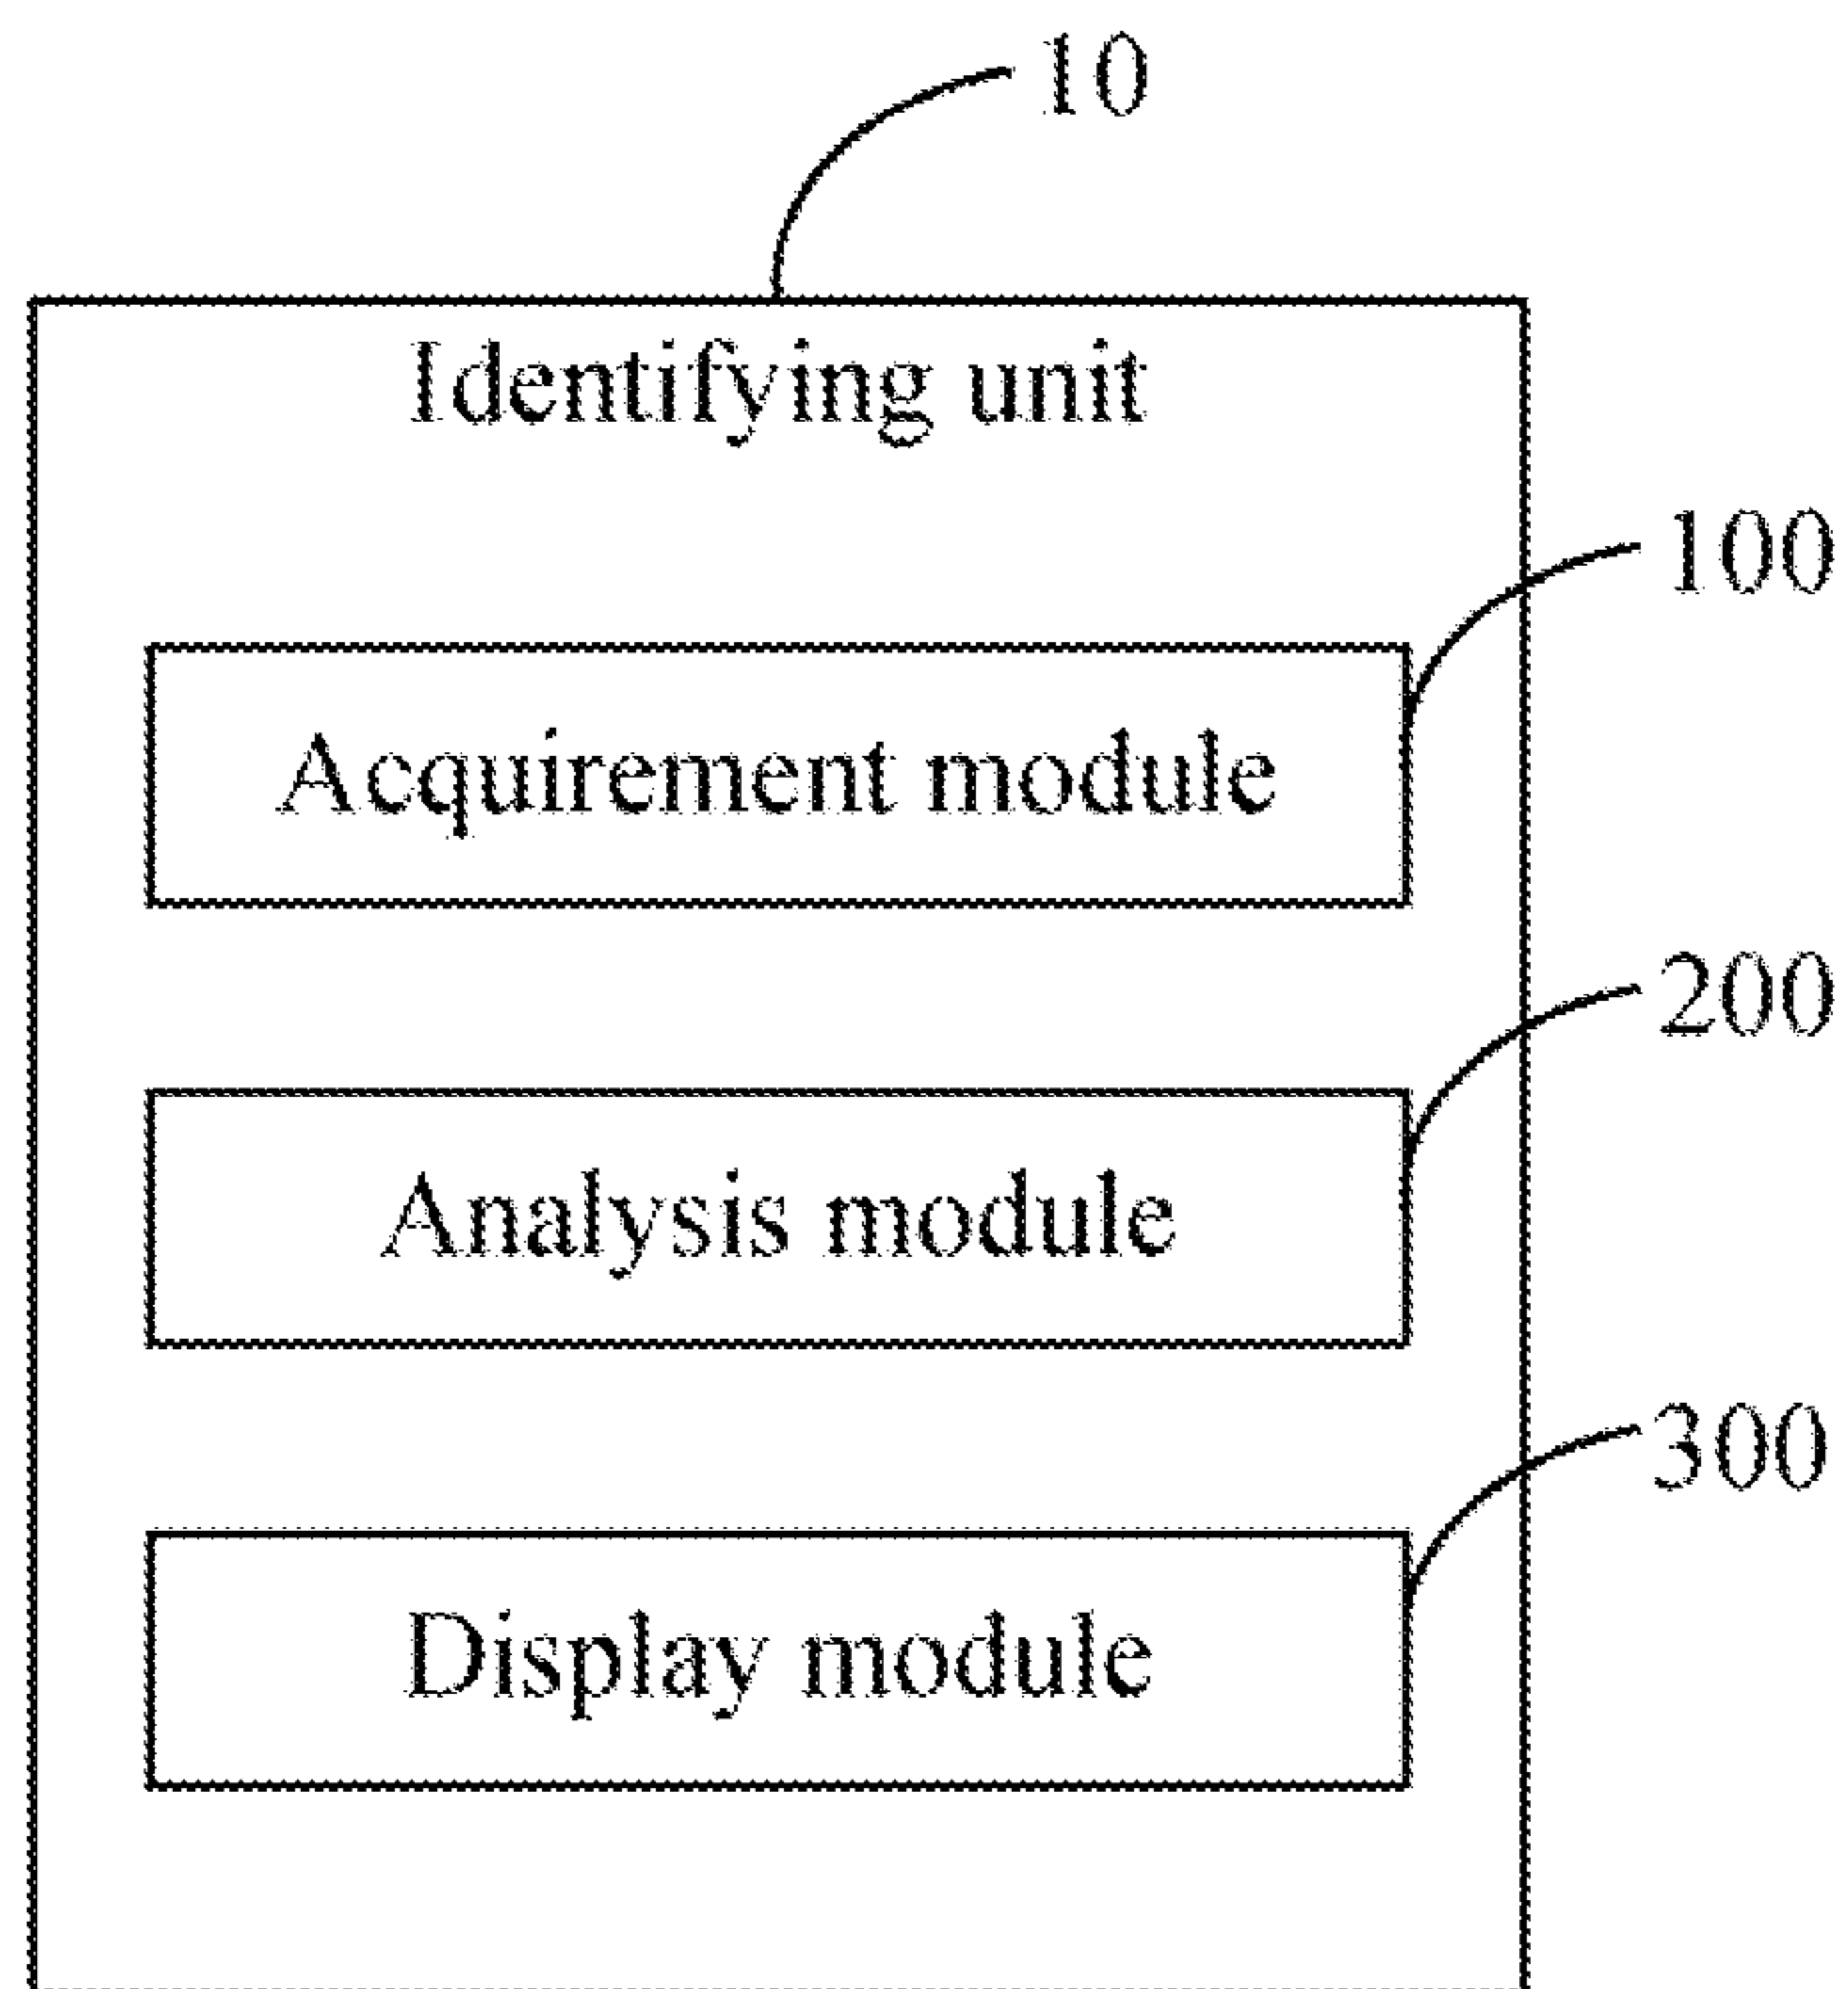 10
Identifying unit
100
Acquirement module
200
Analysis module
300
Display module